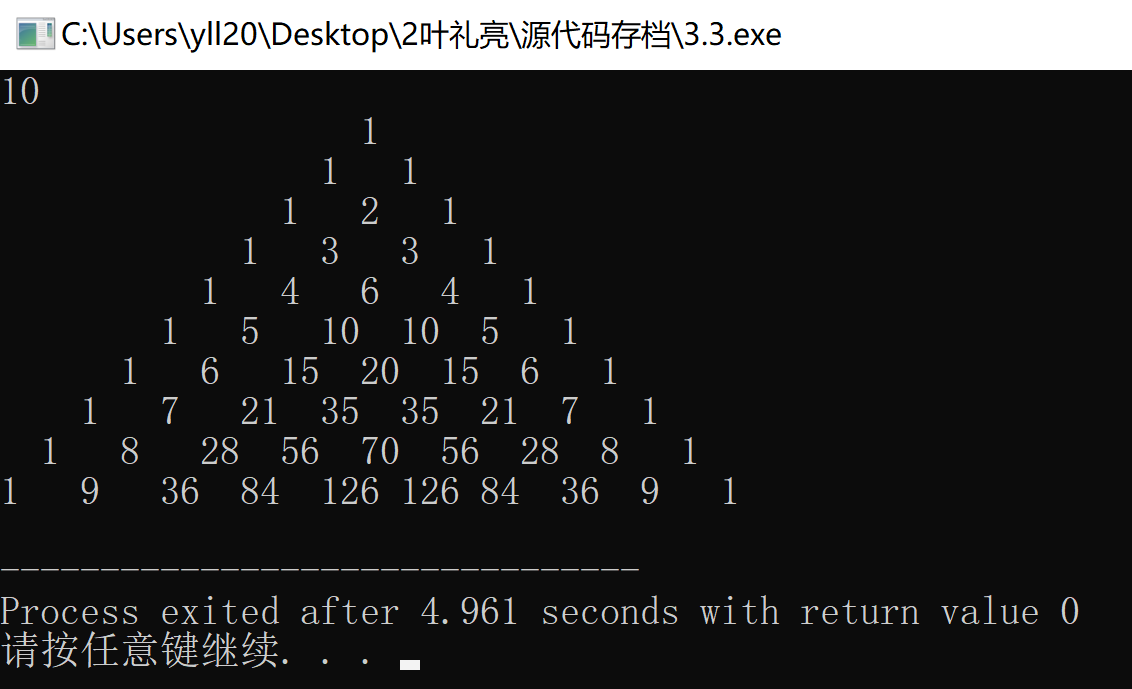 C:\Users\yll20\Desktop\2叶礼亮\源代码存档\3.3.exe
10
                  1
                1   1
              1   2   1
            1   3   3   1
          1   4   6   4   1
        1   5   10  10  5   1
      1   6   15  20  15  6   1
    1   7   21  35  35  21  7   1
  1   8   28  56  70  56  28  8   1
1   9   36  84  126 126 84  36  9   1
--------------------------------
Process exited after 4.961 seconds with return value 0
请按任意键继续. . .